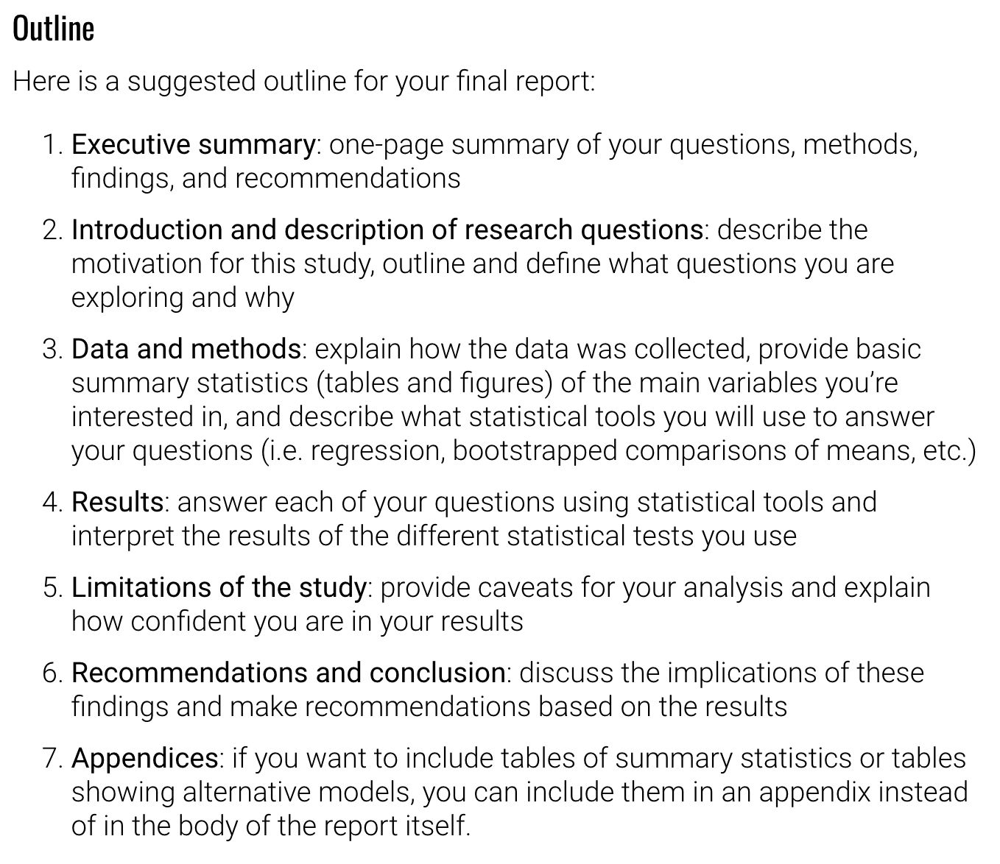 Outline
Here is a suggested outline for your final report:
1. Executive summary: one-page summary of your questions, methods,
findings, and recommendations
2. Introduction and description of research questions: describe the
motivation for this study, outline and define what questions you are
exploring and why
3. Data and methods: explain how the data was collected, provide basic
summary statistics (tables and figures) of the main variables you’re
interested in, and describe what statistical tools you will use to answer
your questions (i.e. regression, bootstrapped comparisons of means, etc.)
4. Results: answer each of your questions using statistical tools and
interpret the results of the different statistical tests you use
5. Limitations of the study: provide caveats for your analysis and explain
how confident you are in your results
6. Recommendations and conclusion: discuss the implications of these
findings and make recommendations based on the results
7. Appendices: if you want to include tables of summary statistics or tables
showing alternative models, you can include them in an appendix instead
of in the body of the report itself.